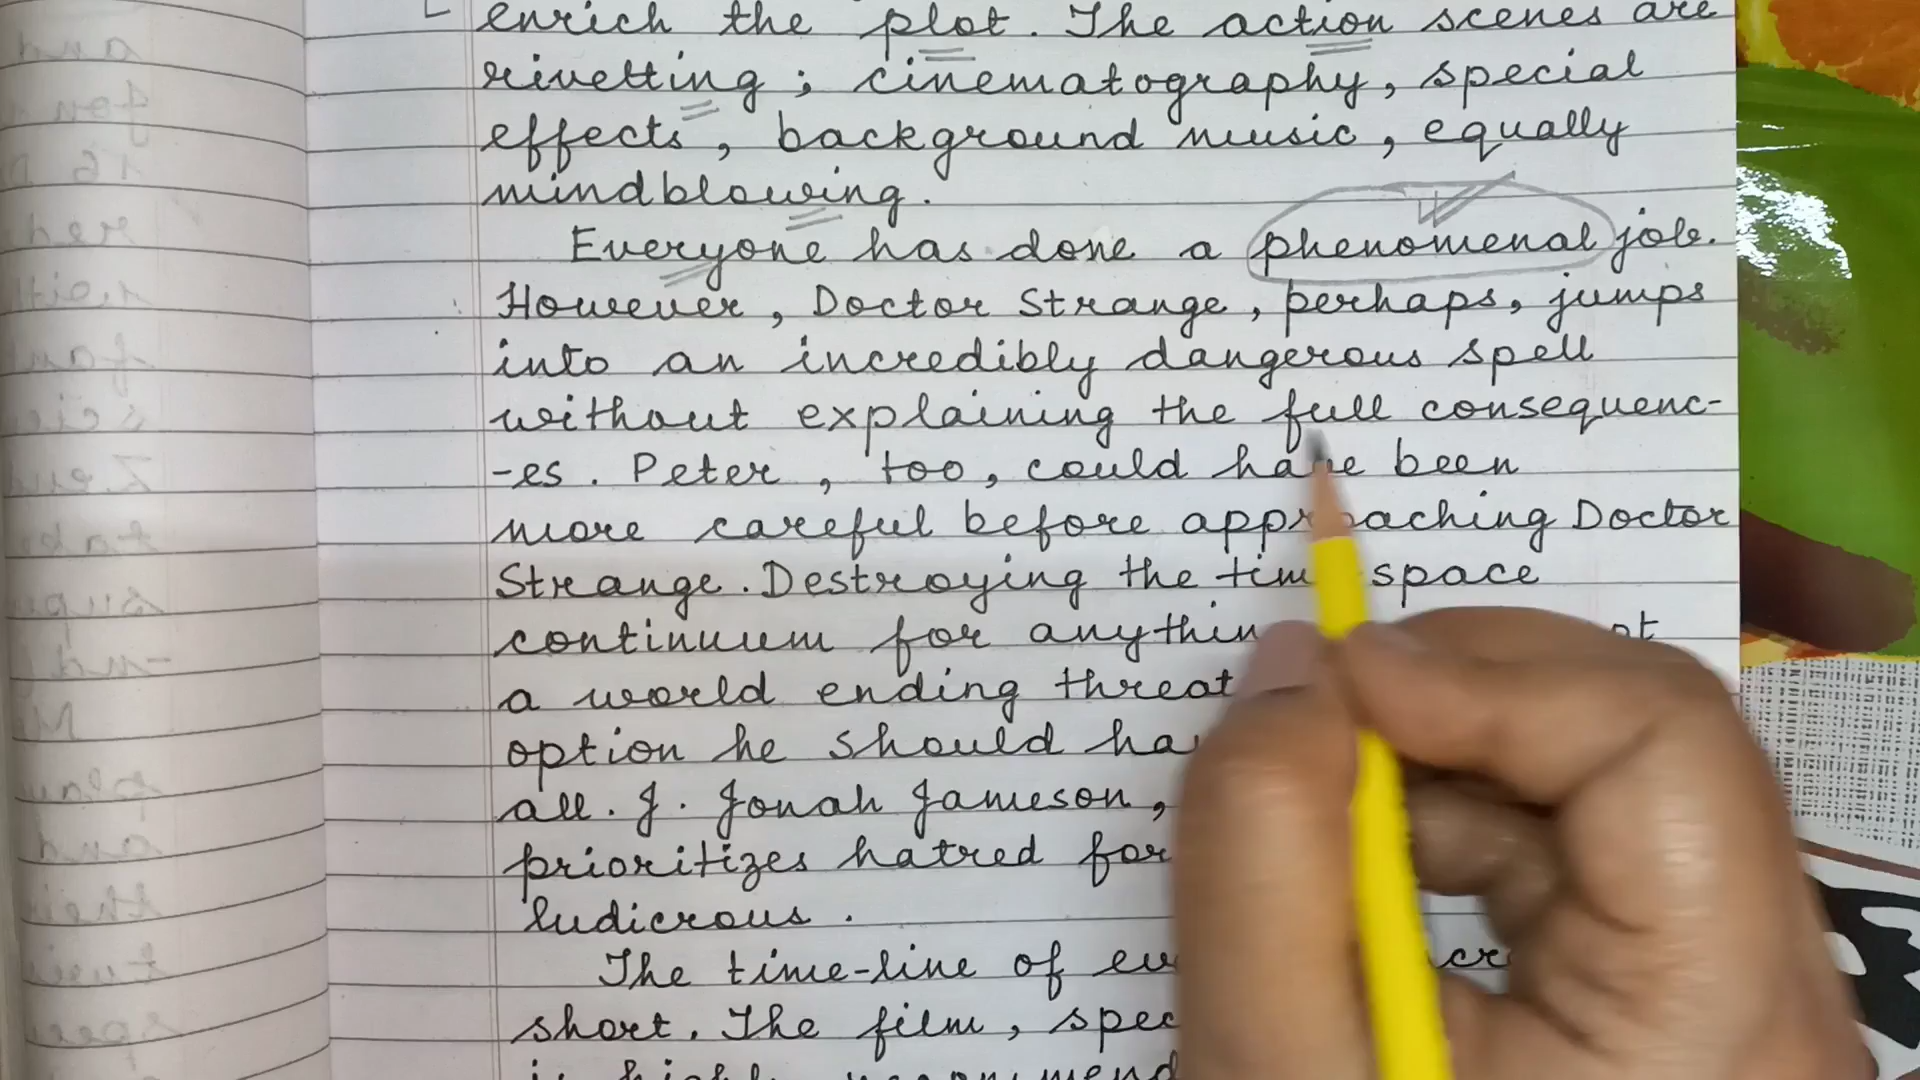 enrich the plot. The action scenes are
rivetting; cinematography, special
effects, background music, equally
mindblowing.
Everyone has done a phenomenal job.
However, Doctor Strange, perhaps, jumps
into an incredibly dangerous spell
without explaining the full consequenc-
-es. Peter, too, could have been
more careful before approaching Doctor
Strange. Destroying the time space
continuum for
a world ending threat
option he should
all. J. Jonah Jameson,
prioritizes hatred for
ludicrous.
The time-line of
short. The film,